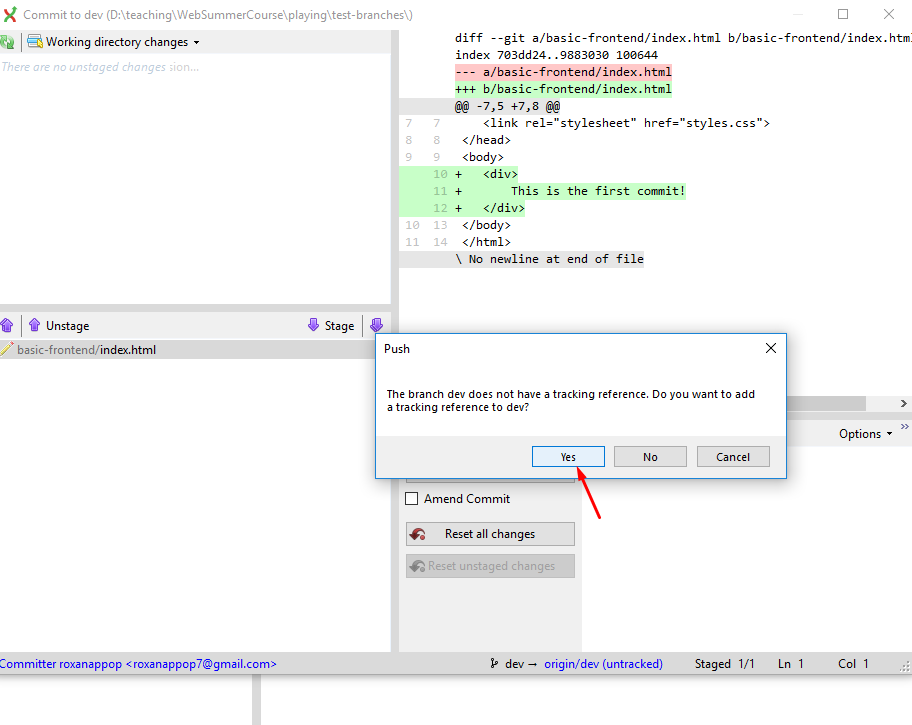 Commit to dev (D:\teaching\WebSummerCourse\playing\test-branches\)
Working directory changes
There are no unstaged changes sion...
diff --git a/basic-frontend/index.html b/basic-frontend/index.html
index 703dd24..9883030 100644
--- a/basic-frontend/index.html
+++ b/basic-frontend/index.html
@@ -7,5 +7,8 @@
7 7 <link rel="stylesheet" href="styles.css">
8 8 </head>
9 9 <body>
10 + <div>
11 + This is the first commit!
12 + </div>
10 13 </body>
11 14 </html>
\ No newline at end of file
Unstage Stage
basic-frontend/index.html
Push
The branch dev does not have a tracking reference. Do you want to add
a tracking reference to dev?
Yes No Cancel
Options
Amend Commit
Reset all changes
Reset unstaged changes
Committer roxanappop <roxanappop7@gmail.com> dev → origin/dev (untracked) Staged 1/1 Ln 1 Col 1